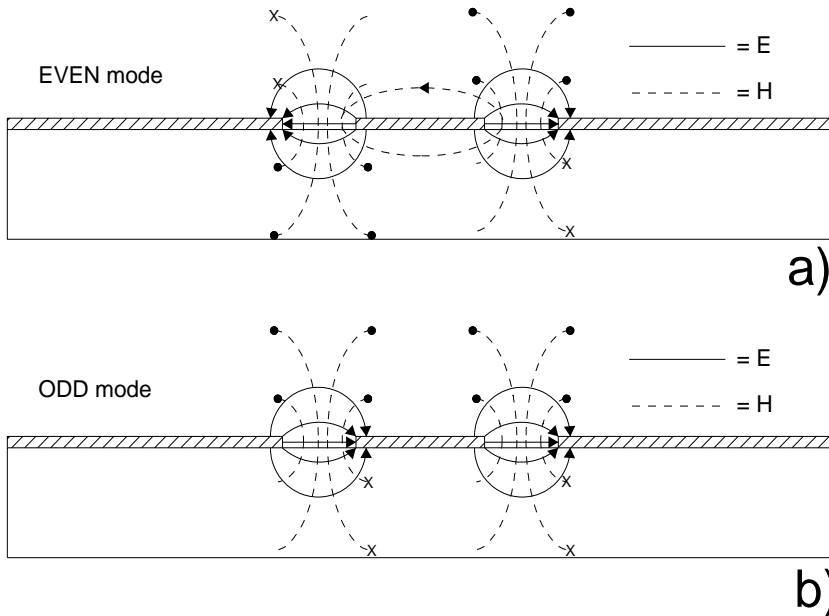 EVEN mode
= E
= H
a)
ODD mode
= E
= H
b)